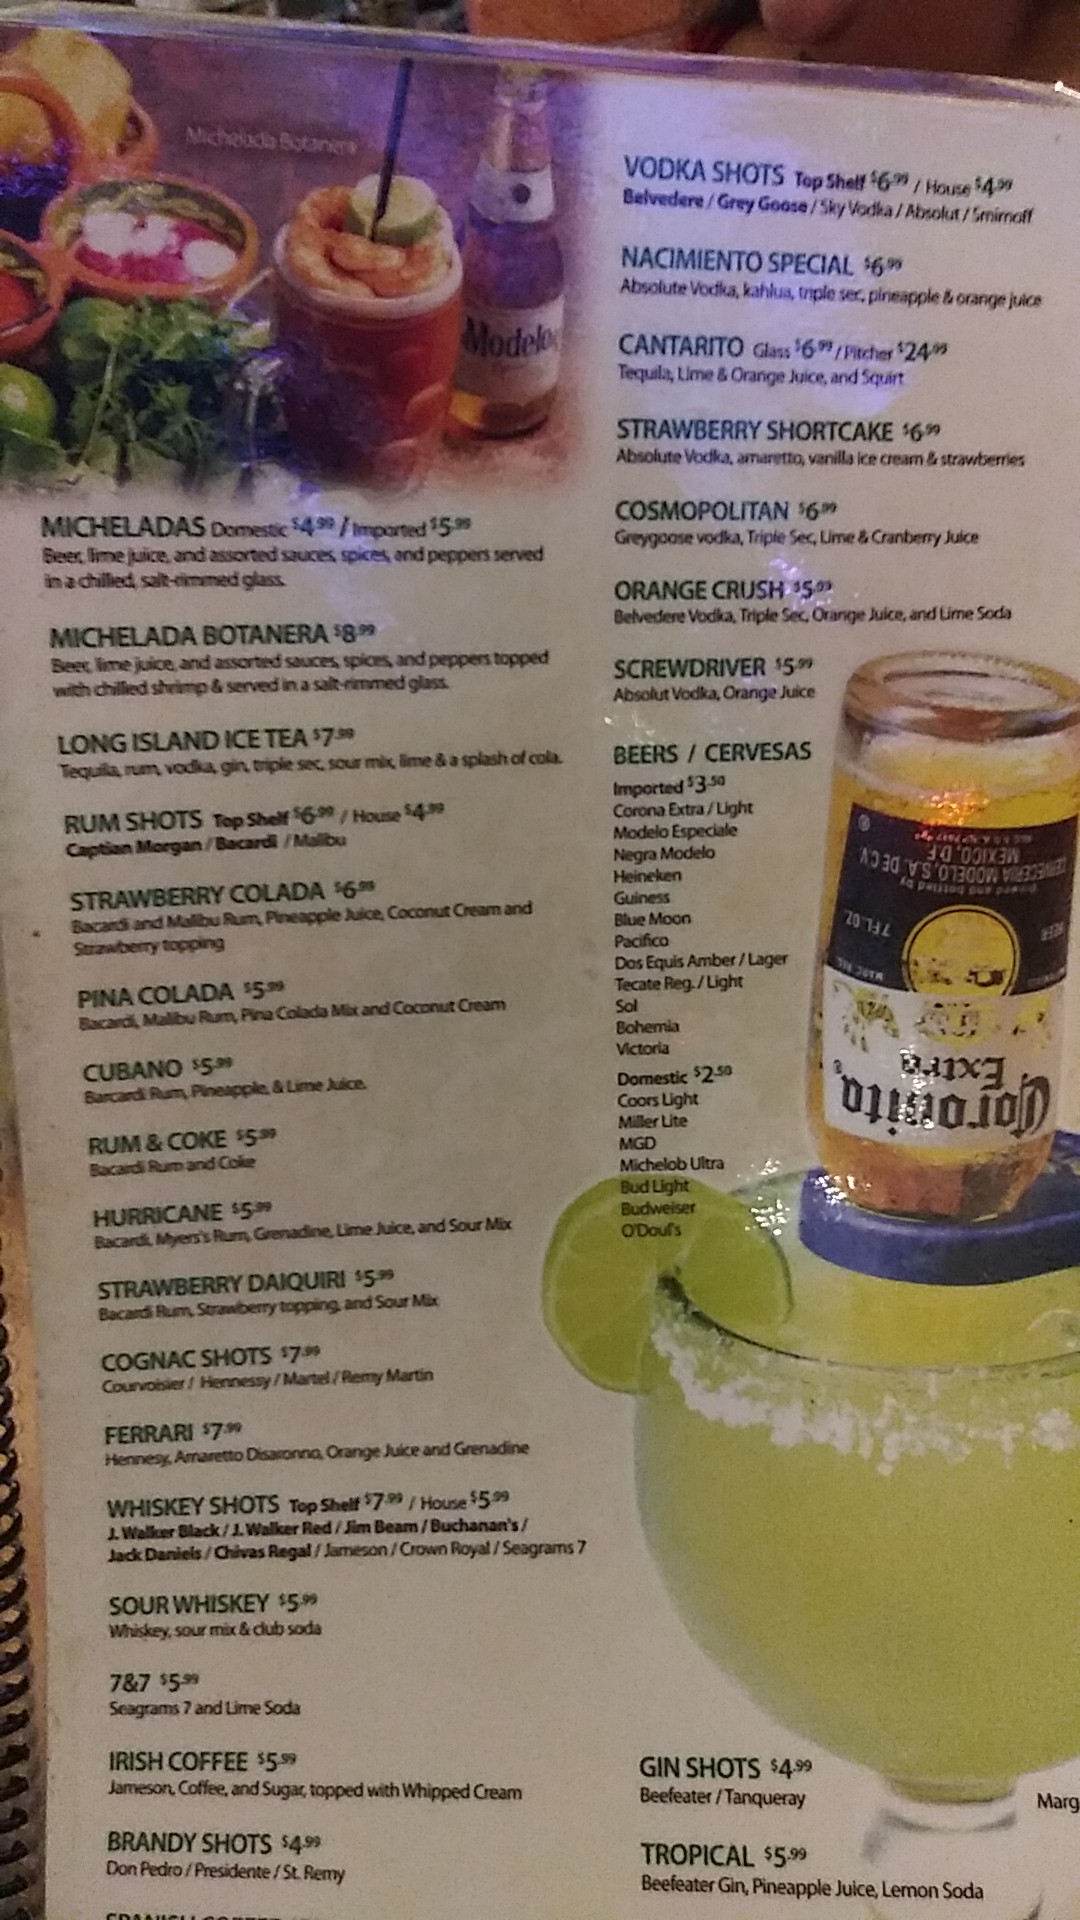 Michelada Botanera
Modelo
MICHELADAS Domestic $4.99 / Imported $5.99
Beer, lime juice, and assorted sauces, spices, and peppers served
in a chilled, salt-rimmed glass.
MICHELADA BOTANERA $8.99
Beer, lime juice, and assorted sauces, spices, and peppers topped
with chilled shrimp & served in a salt-rimmed glass.
LONG ISLAND ICE TEA $7.99
Tequila, rum, vodka, gin, triple sec, sour mix, lime & a splash of cola.
RUM SHOTS Top Shelf $6.99 / House $4.99
Captian Morgan / Bacardi / Malibu
STRAWBERRY COLADA $6.99
Bacardi and Malibu Rum, Pineapple Juice, Coconut Cream and
Strawberry topping
PINA COLADA $5.99
Bacardi, Malibu Rum, Pina Colada Mix and Coconut Cream
CUBANO $5.99
Barcardi Rum, Pineapple, & Lime Juice.
RUM & COKE $5.99
Bacardi Rum and Coke
HURRICANE $5.99
Bacardi, Myers's Rum, Grenadine, Lime Juice, and Sour Mix
STRAWBERRY DAIQUIRI $5.99
Bacardi Rum, Strawberry topping, and Sour Mix
COGNAC SHOTS $7.99
Courvoisier / Hennessy / Martel / Remy Martin
FERRARI $7.99
Hennesy, Amaretto Disaronno, Orange Juice and Grenadine
WHISKEY SHOTS Top Shelf $7.99 / House $5.99
J. Walker Black / J. Walker Red / Jim Beam / Buchanan's /
Jack Daniels / Chivas Regal / Jameson / Crown Royal / Seagrams 7
SOUR WHISKEY $5.99
Whiskey, sour mix & club soda
7&7 $5.99
Seagrams 7 and Lime Soda
IRISH COFFEE $5.99
Jameson, Coffee, and Sugar, topped with Whipped Cream
BRANDY SHOTS $4.99
Don Pedro / Presidente / St. Remy
VODKA SHOTS Top Shelf $6.99 / House $4.99
Belvedere / Grey Goose / Sky Vodka / Absolut / Smirnoff
NACIMIENTO SPECIAL $6.99
Absolute Vodka, kahlua, triple sec, pineapple & orange juice
CANTARITO Glass $6.99 / Pitcher $24.99
Tequila, Lime & Orange Juice, and Squirt
STRAWBERRY SHORTCAKE $6.99
Absolute Vodka, amaretto, vanilla ice cream & strawberries
COSMOPOLITAN $6.99
Greygoose vodka, Triple Sec, Lime & Cranberry Juice
ORANGE CRUSH $5.99
Belvedere Vodka, Triple Sec, Orange Juice, and Lime Soda
SCREWDRIVER $5.99
Absolut Vodka, Orange Juice
BEERS / CERVESAS
Imported $3.50
Corona Extra / Light
Modelo Especiale
Negra Modelo
Heineken
Guiness
Blue Moon
Pacifico
Dos Equis Amber / Lager
Tecate Reg. / Light
Sol
Bohemia
Victoria
Domestic $2.50
Coors Light
Miller Lite
MGD
Michelob Ultra
Bud Light
Budweiser
O'Doul's
Coronita
Extra
MARC. REG.
7 FL. OZ.
BEER
Brewed and bottled by
CERVECERIA MODELO, S.A. DE C.V.
MEXICO, D.F.
GIN SHOTS $4.99
Beefeater / Tanqueray
Marg
TROPICAL $5.99
Beefeater Gin, Pineapple Juice, Lemon Soda